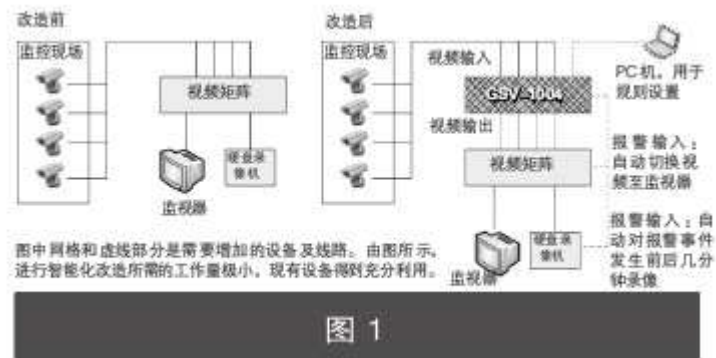 改造前
监控现场
视频矩阵
监视器
硬盘录
像机
改造后
监控现场
视频输入
GSV-1004
视频输出
视频矩阵
监视器
硬盘录
像机
PC机，用于
规则设置
报警输入：
自动切换视
频至监视器
报警输入：自
动对报警事件
发生前后几分
钟录像
图中网格和虚线部分是需要增加的设备及线路。由图所示，
进行智能化改造所需的工作量极小，现有设备得到充分利用。
图 1